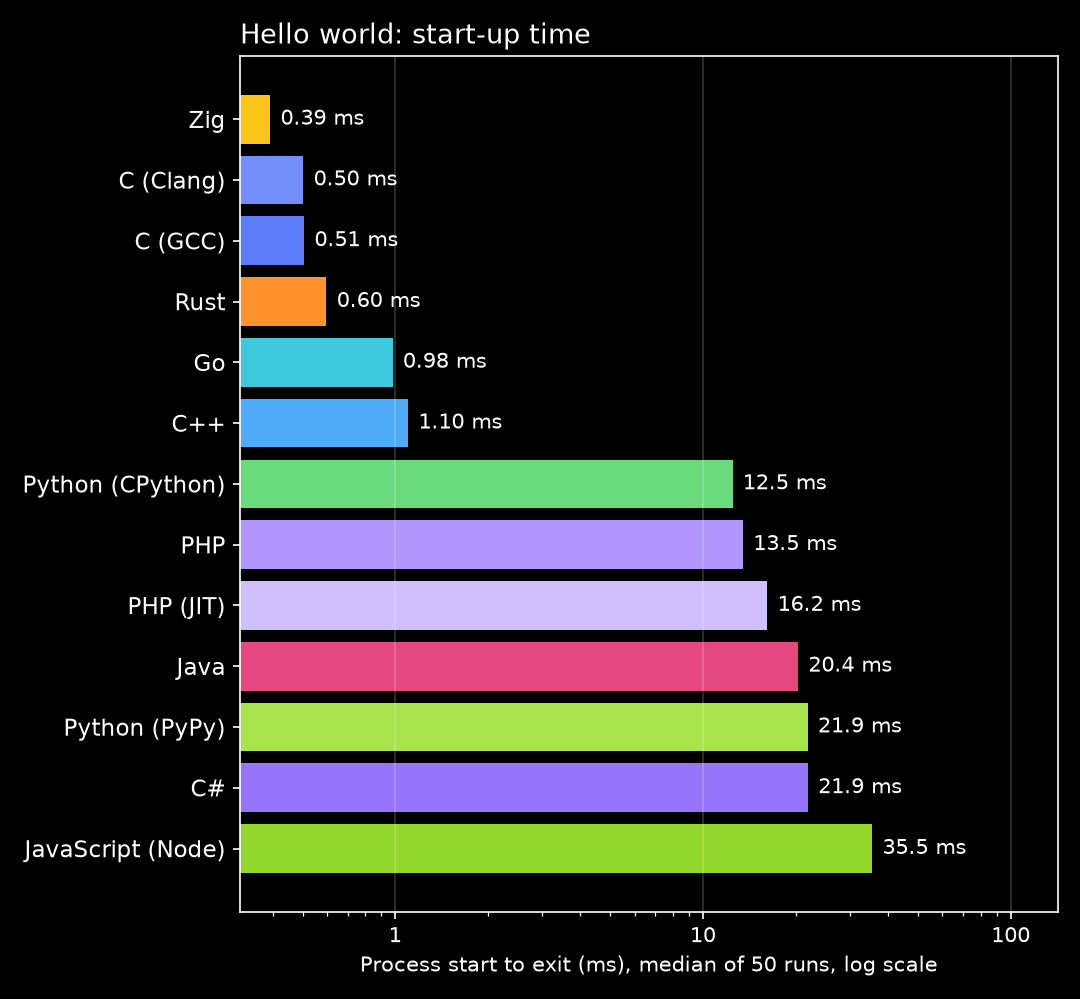 Hello world: start-up time
Zig 0.39 ms
C (Clang) 0.50 ms
C (GCC) 0.51 ms
Rust 0.60 ms
Go 0.98 ms
C++ 1.10 ms
Python (CPython) 12.5 ms
PHP 13.5 ms
PHP (JIT) 16.2 ms
Java 20.4 ms
Python (PyPy) 21.9 ms
C# 21.9 ms
JavaScript (Node) 35.5 ms
1 10 100
Process start to exit (ms), median of 50 runs, log scale